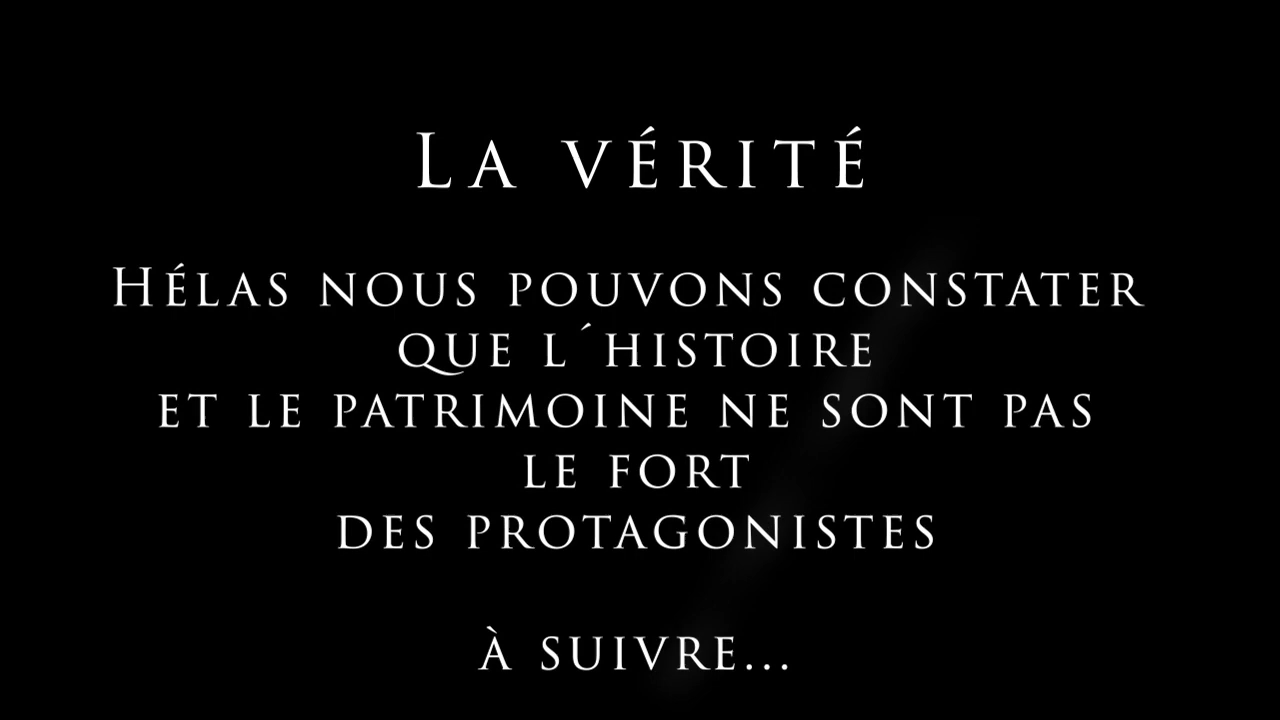 La vérité
Hélas nous pouvons constater
que l´histoire
et le patrimoine ne sont pas
le fort
des protagonistes
À suivre...